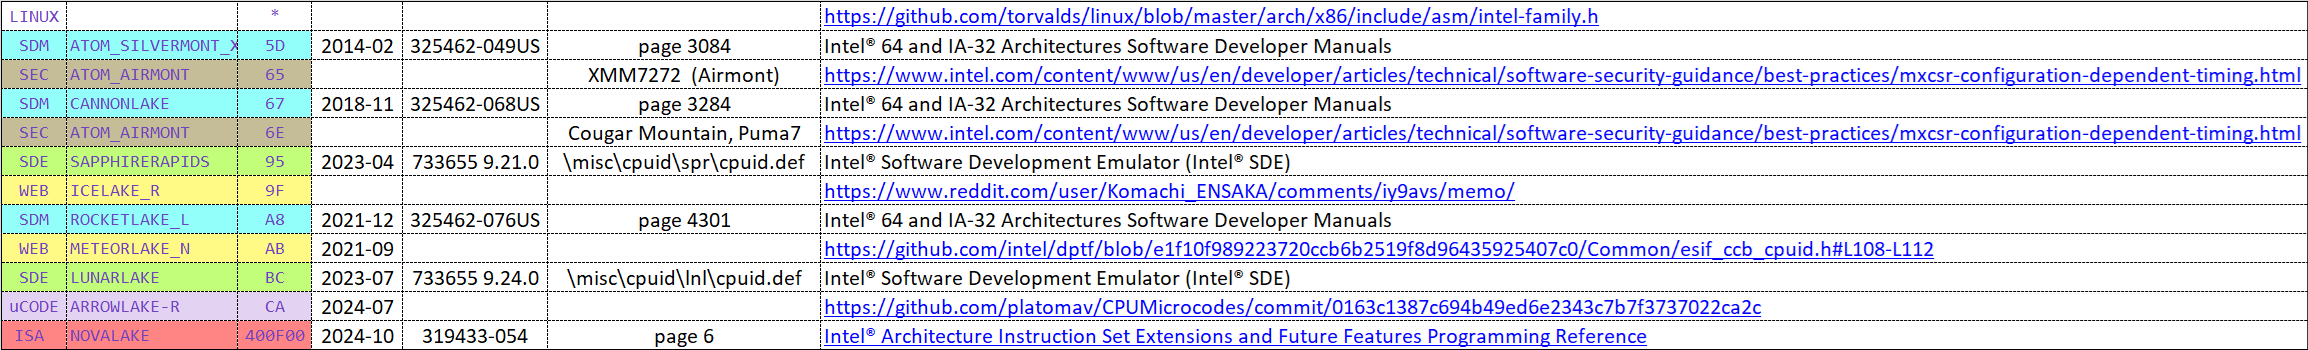 LINUX * https://github.com/torvalds/linux/blob/master/arch/x86/include/asm/intel-family.h
SDM ATOM_SILVERMONT_X 5D 2014-02 325462-049US page 3084 Intel® 64 and IA-32 Architectures Software Developer Manuals
SEC ATOM_AIRMONT 65 XMM7272 (Airmont) https://www.intel.com/content/www/us/en/developer/articles/technical/software-security-guidance/best-practices/mxcsr-configuration-dependent-timing.html
SDM CANNONLAKE 67 2018-11 325462-068US page 3284 Intel® 64 and IA-32 Architectures Software Developer Manuals
SEC ATOM_AIRMONT 6E Cougar Mountain, Puma7 https://www.intel.com/content/www/us/en/developer/articles/technical/software-security-guidance/best-practices/mxcsr-configuration-dependent-timing.html
SDE SAPPHIRERAPIDS 95 2023-04 733655 9.21.0 \misc\cpuid\spr\cpuid.def Intel® Software Development Emulator (Intel® SDE)
WEB ICELAKE_R 9F https://www.reddit.com/user/Komachi_ENSAKA/comments/iy9avs/memo/
SDM ROCKETLAKE_L A8 2021-12 325462-076US page 4301 Intel® 64 and IA-32 Architectures Software Developer Manuals
WEB METEORLAKE_N AB 2021-09 https://github.com/intel/dptf/blob/e1f10f989223720ccb6b2519f8d96435925407c0/Common/esif_ccb_cpuid.h#L108-L112
SDE LUNARLAKE BC 2023-07 733655 9.24.0 \misc\cpuid\lnl\cpuid.def Intel® Software Development Emulator (Intel® SDE)
uCODE ARROWLAKE-R CA 2024-07 https://github.com/platomav/CPUMicrocodes/commit/0163c1387c694b49ed6e2343c7b7f3737022ca2c
ISA NOVALAKE 400F00 2024-10 319433-054 page 6 Intel® Architecture Instruction Set Extensions and Future Features Programming Reference